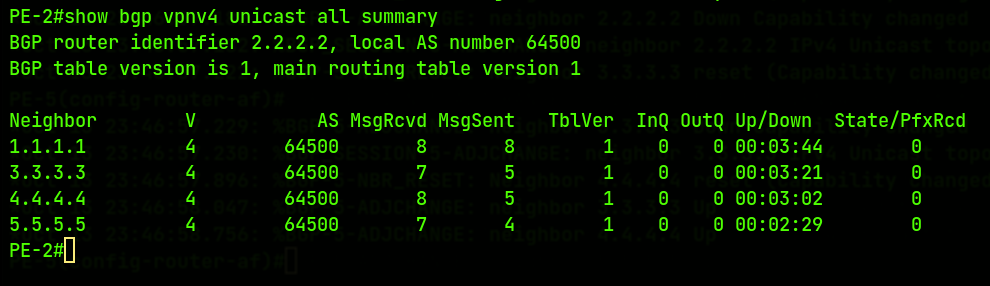 PE-2#show bgp vpnv4 unicast all summary
BGP router identifier 2.2.2.2, local AS number 64500
BGP table version is 1, main routing table version 1
Neighbor V AS MsgRcvd MsgSent TblVer InQ OutQ Up/Down State/PfxRcd
1.1.1.1 4 64500 8 8 1 0 0 00:03:44 0
3.3.3.3 4 64500 7 5 1 0 0 00:03:21 0
4.4.4.4 4 64500 8 5 1 0 0 00:03:02 0
5.5.5.5 4 64500 7 4 1 0 0 00:02:29 0
PE-2#